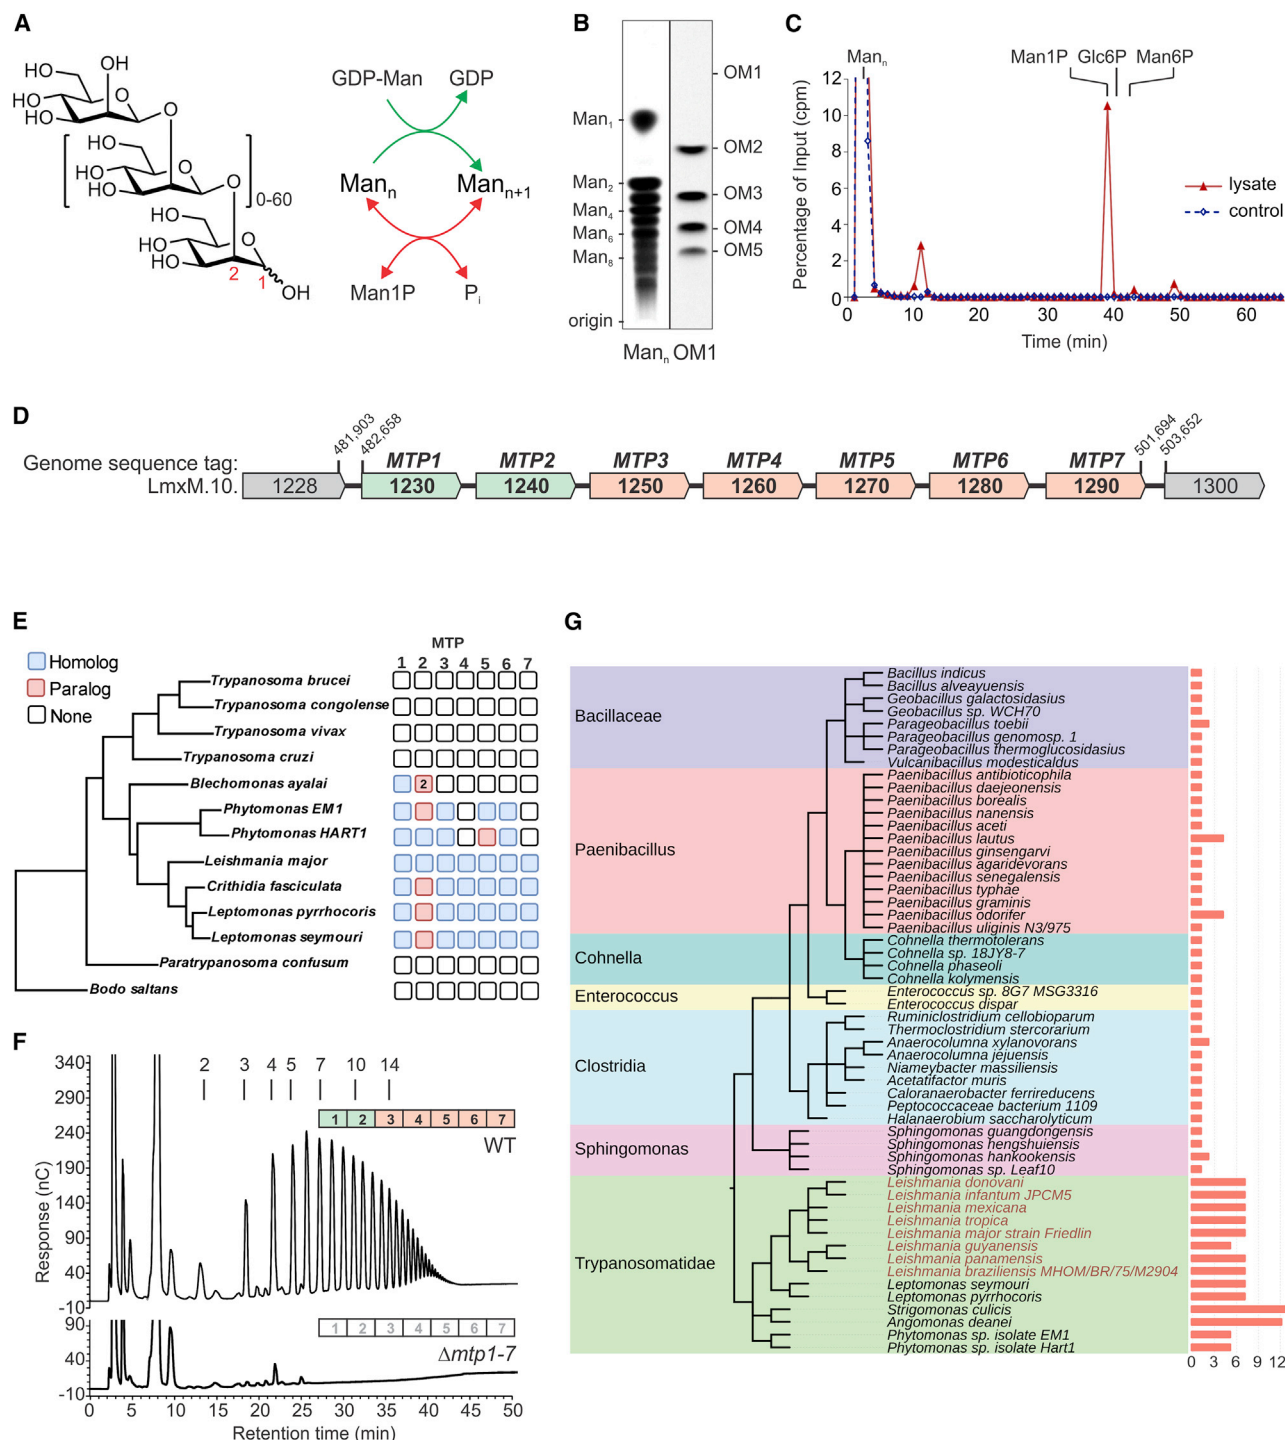 A
HO
OH
HO
HO
O
O
HO
HO
HO
O
O
0-60
HO
HO
HO
O
2
1
OH
GDP-Man
GDP
Manₙ
Manₙ₊₁
Man1P
Pᵢ
B
Man₁
Man₂
Man₄
Man₆
Man₈
origin
OM1
OM2
OM3
OM4
OM5
Manₙ OM1
C
Manₙ
Man1P Glc6P Man6P
Percentage of Input (cpm)
12
10
8
6
4
2
0
lysate
control
0 10 20 30 40 50 60
Time (min)
D
481,903
482,658
501,694
503,652
Genome sequence tag:
MTP1 MTP2 MTP3 MTP4 MTP5 MTP6 MTP7
LmxM.10.
1228 1230 1240 1250 1260 1270 1280 1290 1300
E
Homolog
Paralog
None
MTP
1 2 3 4 5 6 7
Trypanosoma brucei
Trypanosoma congolense
Trypanosoma vivax
Trypanosoma cruzi
Blechomonas ayalai
2
Phytomonas EM1
Phytomonas HART1
Leishmania major
Crithidia fasciculata
Leptomonas pyrrhocoris
Leptomonas seymouri
Paratrypanosoma confusum
Bodo saltans
F
Response (nC)
340
290
240
190
140
90
40
-10
2 3 4 5 7 10 14
1 2 3 4 5 6 7
WT
90
40
-10
1 2 3 4 5 6 7
Δmtp1-7
0 5 10 15 20 25 30 35 40 45 50
Retention time (min)
G
Bacillaceae
Bacillus indicus
Bacillus alveayuensis
Geobacillus galactosidasius
Geobacillus sp. WCH70
Parageobacillus toebii
Parageobacillus genomosp. 1
Parageobacillus thermoglucosidasius
Vulcanibacillus modesticaldus
Paenibacillus
Paenibacillus antibioticophila
Paenibacillus daejeonensis
Paenibacillus borealis
Paenibacillus nanensis
Paenibacillus aceti
Paenibacillus lautus
Paenibacillus ginsengarvi
Paenibacillus agaridevorans
Paenibacillus senegalensis
Paenibacillus typhae
Paenibacillus graminis
Paenibacillus odorifer
Paenibacillus uliginis N3/975
Cohnella
Cohnella thermotolerans
Cohnella sp. 18JY8-7
Cohnella phaseoli
Cohnella kolymensis
Enterococcus
Enterococcus sp. 8G7 MSG3316
Enterococcus dispar
Clostridia
Ruminiclostridium cellobioparum
Thermoclostridium stercorarium
Anaerocolumna xylanovorans
Anaerocolumna jejuensis
Niameybacter massiliensis
Acetatifactor muris
Caloranaerobacter ferrireducens
Peptococcaceae bacterium 1109
Halanaerobium saccharolyticum
Sphingomonas
Sphingomonas guangdongensis
Sphingomonas hengshuiensis
Sphingomonas hankookensis
Sphingomonas sp. Leaf10
Trypanosomatidae
Leishmania donovani
Leishmania infantum JPCM5
Leishmania mexicana
Leishmania tropica
Leishmania major strain Friedlin
Leishmania guyanensis
Leishmania panamensis
Leishmania braziliensis MHOM/BR/75/M2904
Leptomonas seymouri
Leptomonas pyrrhocoris
Strigomonas culicis
Angomonas deanei
Phytomonas sp. isolate EM1
Phytomonas sp. isolate Hart1
0 3 6 9 12